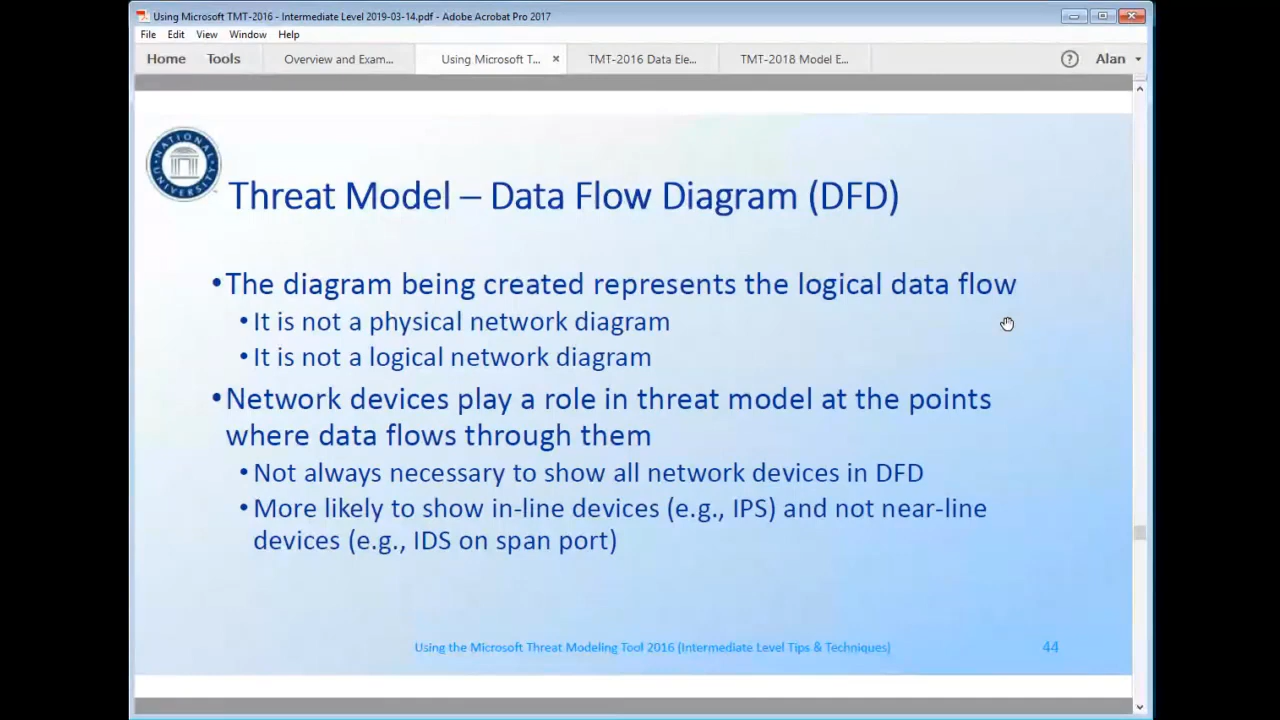 Using Microsoft TMT-2016 - Intermediate Level 2019-03-14.pdf - Adobe Acrobat Pro 2017
File Edit View Window Help
Home Tools Overview and Exam... Using Microsoft T... × TMT-2016 Data Ele... TMT-2018 Model E... ? Alan
NATIONAL UNIVERSITY
Threat Model – Data Flow Diagram (DFD)
•The diagram being created represents the logical data flow
•It is not a physical network diagram
•It is not a logical network diagram
•Network devices play a role in threat model at the points
where data flows through them
•Not always necessary to show all network devices in DFD
•More likely to show in-line devices (e.g., IPS) and not near-line
devices (e.g., IDS on span port)
Using the Microsoft Threat Modeling Tool 2016 (Intermediate Level Tips & Techniques) 44